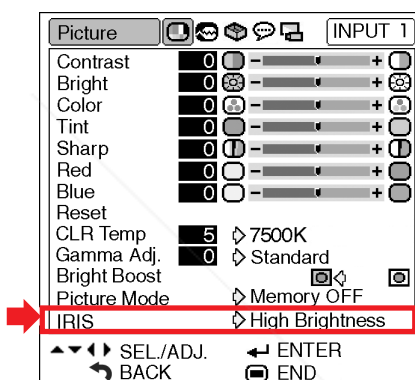 Picture INPUT 1
Contrast 0 - +
Bright 0 - +
Color 0 - +
Tint 0 - +
Sharp 0 - +
Red 0 - +
Blue 0 - +
Reset
CLR Temp 5 7500K
Gamma Adj. 0 Standard
Bright Boost
Picture Mode Memory OFF
IRIS High Brightness
SEL./ADJ. ENTER
BACK END